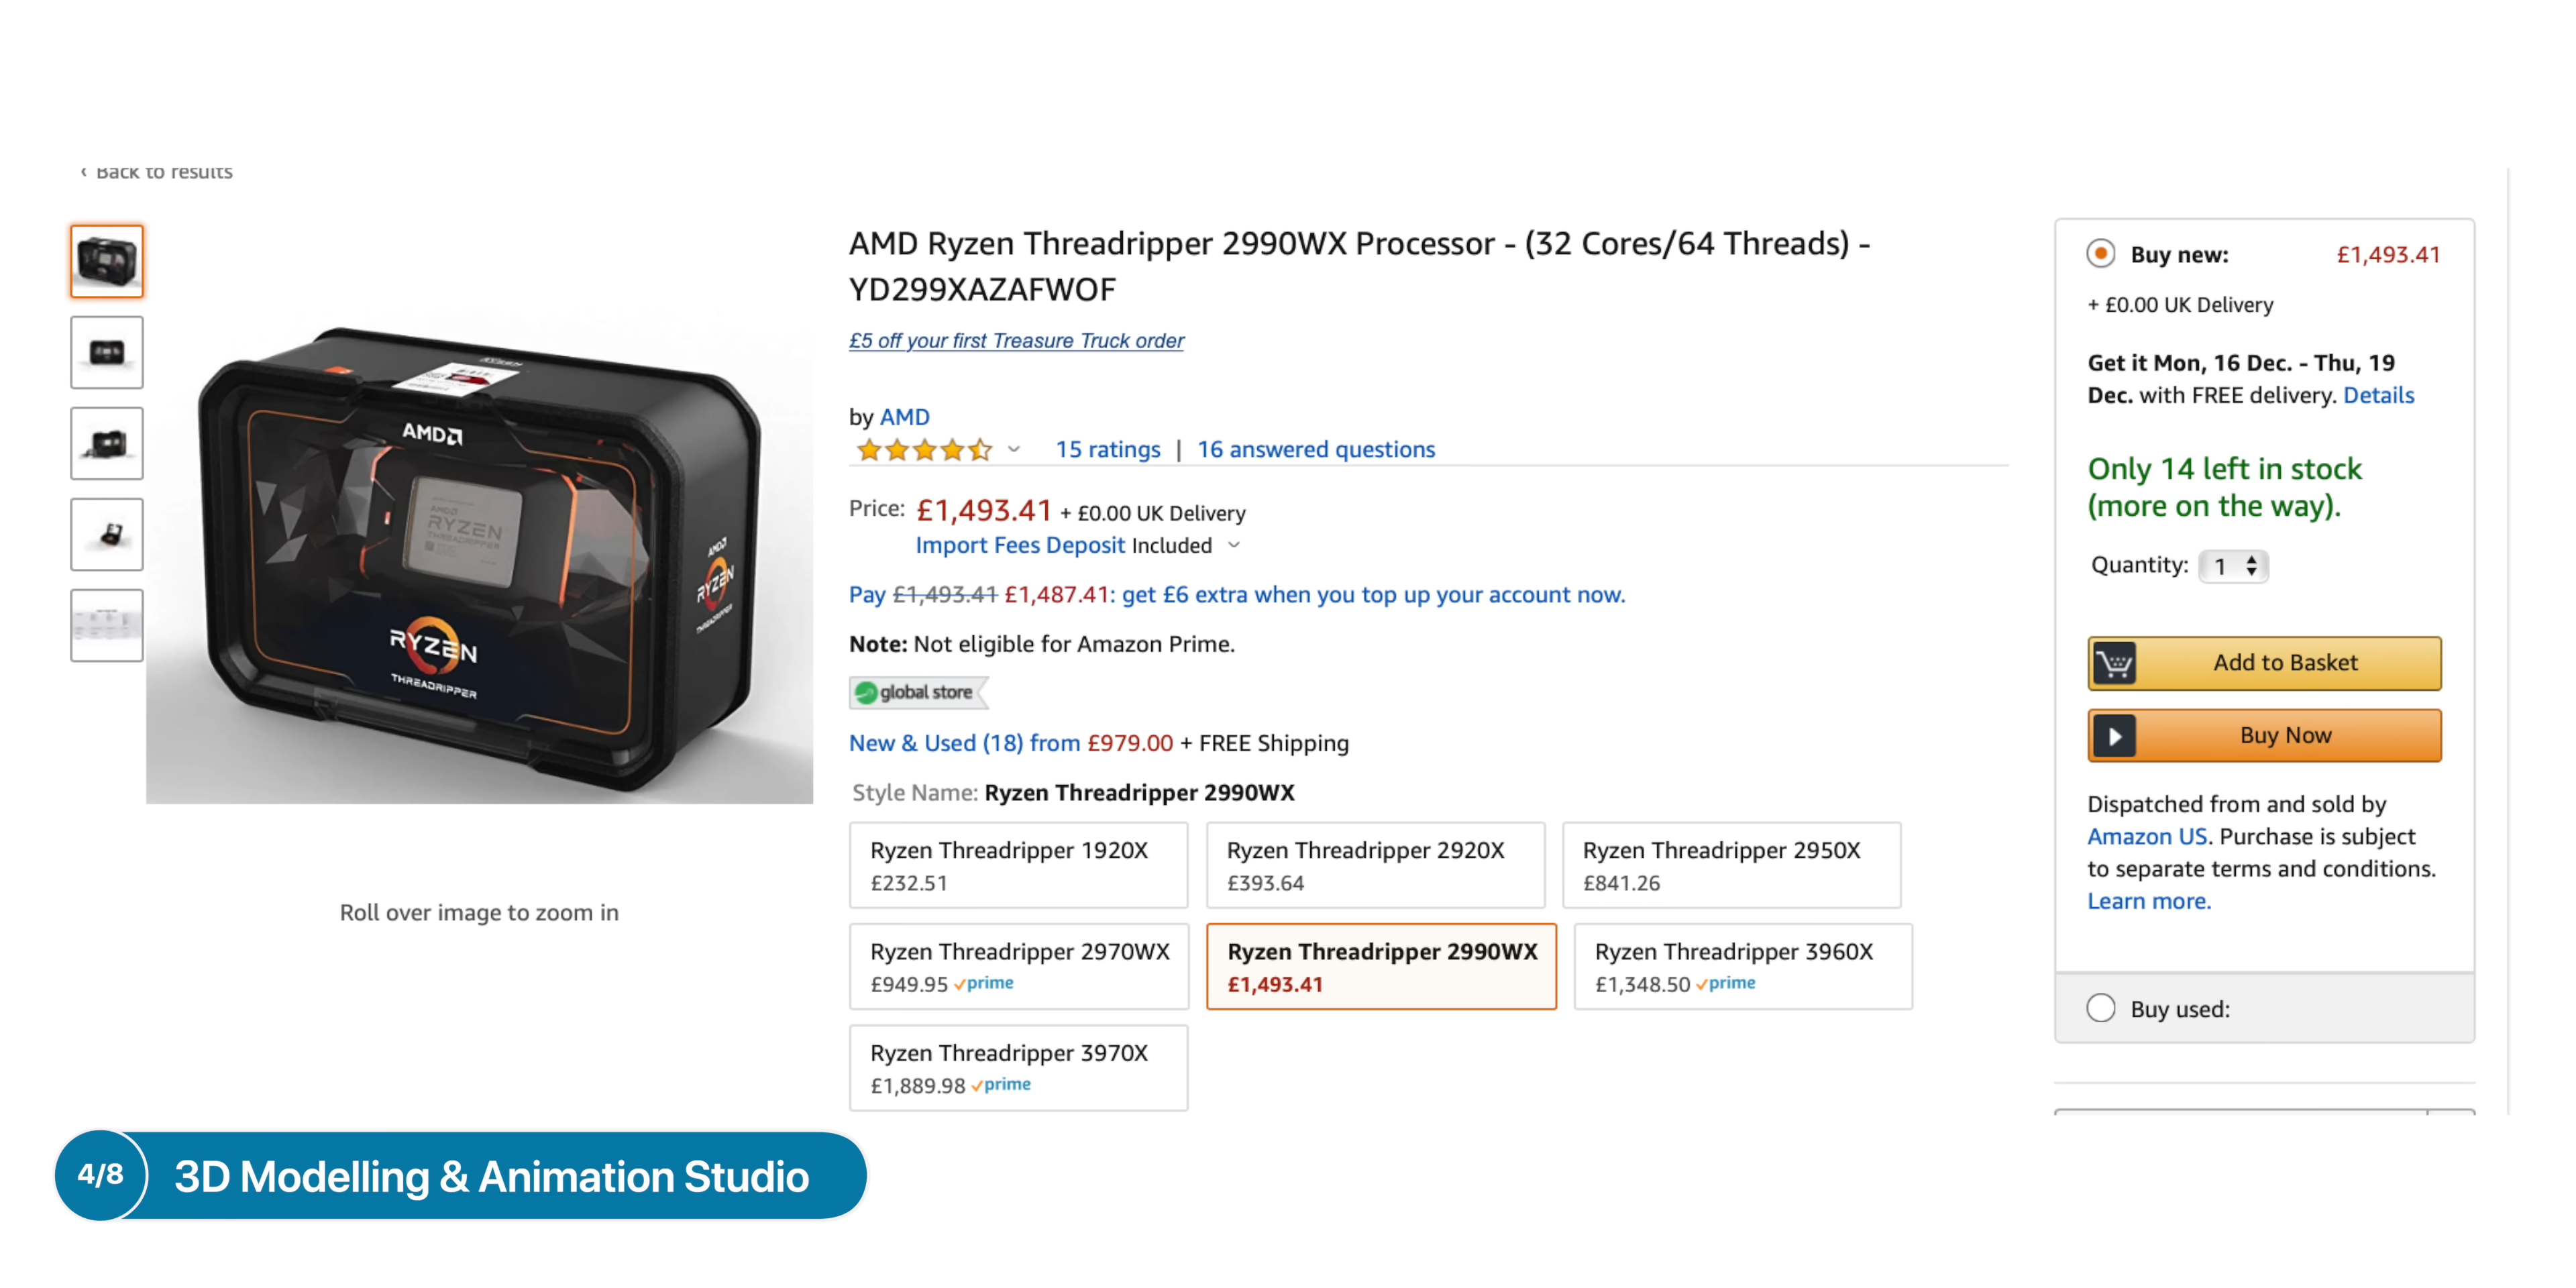 ‹ Back to results
AMD Ryzen Threadripper 2990WX Processor - (32 Cores/64 Threads) -
YD299XAZAFWOF
£5 off your first Treasure Truck order
by AMD
15 ratings | 16 answered questions
Price: £1,493.41 + £0.00 UK Delivery
Import Fees Deposit Included
Pay £1,493.41 £1,487.41: get £6 extra when you top up your account now.
Note: Not eligible for Amazon Prime.
global store
New & Used (18) from £979.00 + FREE Shipping
Style Name: Ryzen Threadripper 2990WX
Ryzen Threadripper 1920X
£232.51
Ryzen Threadripper 2920X
£393.64
Ryzen Threadripper 2950X
£841.26
Ryzen Threadripper 2970WX
£949.95 prime
Ryzen Threadripper 2990WX
£1,493.41
Ryzen Threadripper 3960X
£1,348.50 prime
Ryzen Threadripper 3970X
£1,889.98 prime
AMD
AMD
RYZEN
THREADRIPPER
RYZEN
THREADRIPPER
AMD
RYZEN
THREADRIPPER
RYZEN
Roll over image to zoom in
Buy new: £1,493.41
+ £0.00 UK Delivery
Get it Mon, 16 Dec. - Thu, 19
Dec. with FREE delivery. Details
Only 14 left in stock
(more on the way).
Quantity: 1
Add to Basket
Buy Now
Dispatched from and sold by
Amazon US. Purchase is subject
to separate terms and conditions.
Learn more.
Buy used:
4/8 3D Modelling & Animation Studio